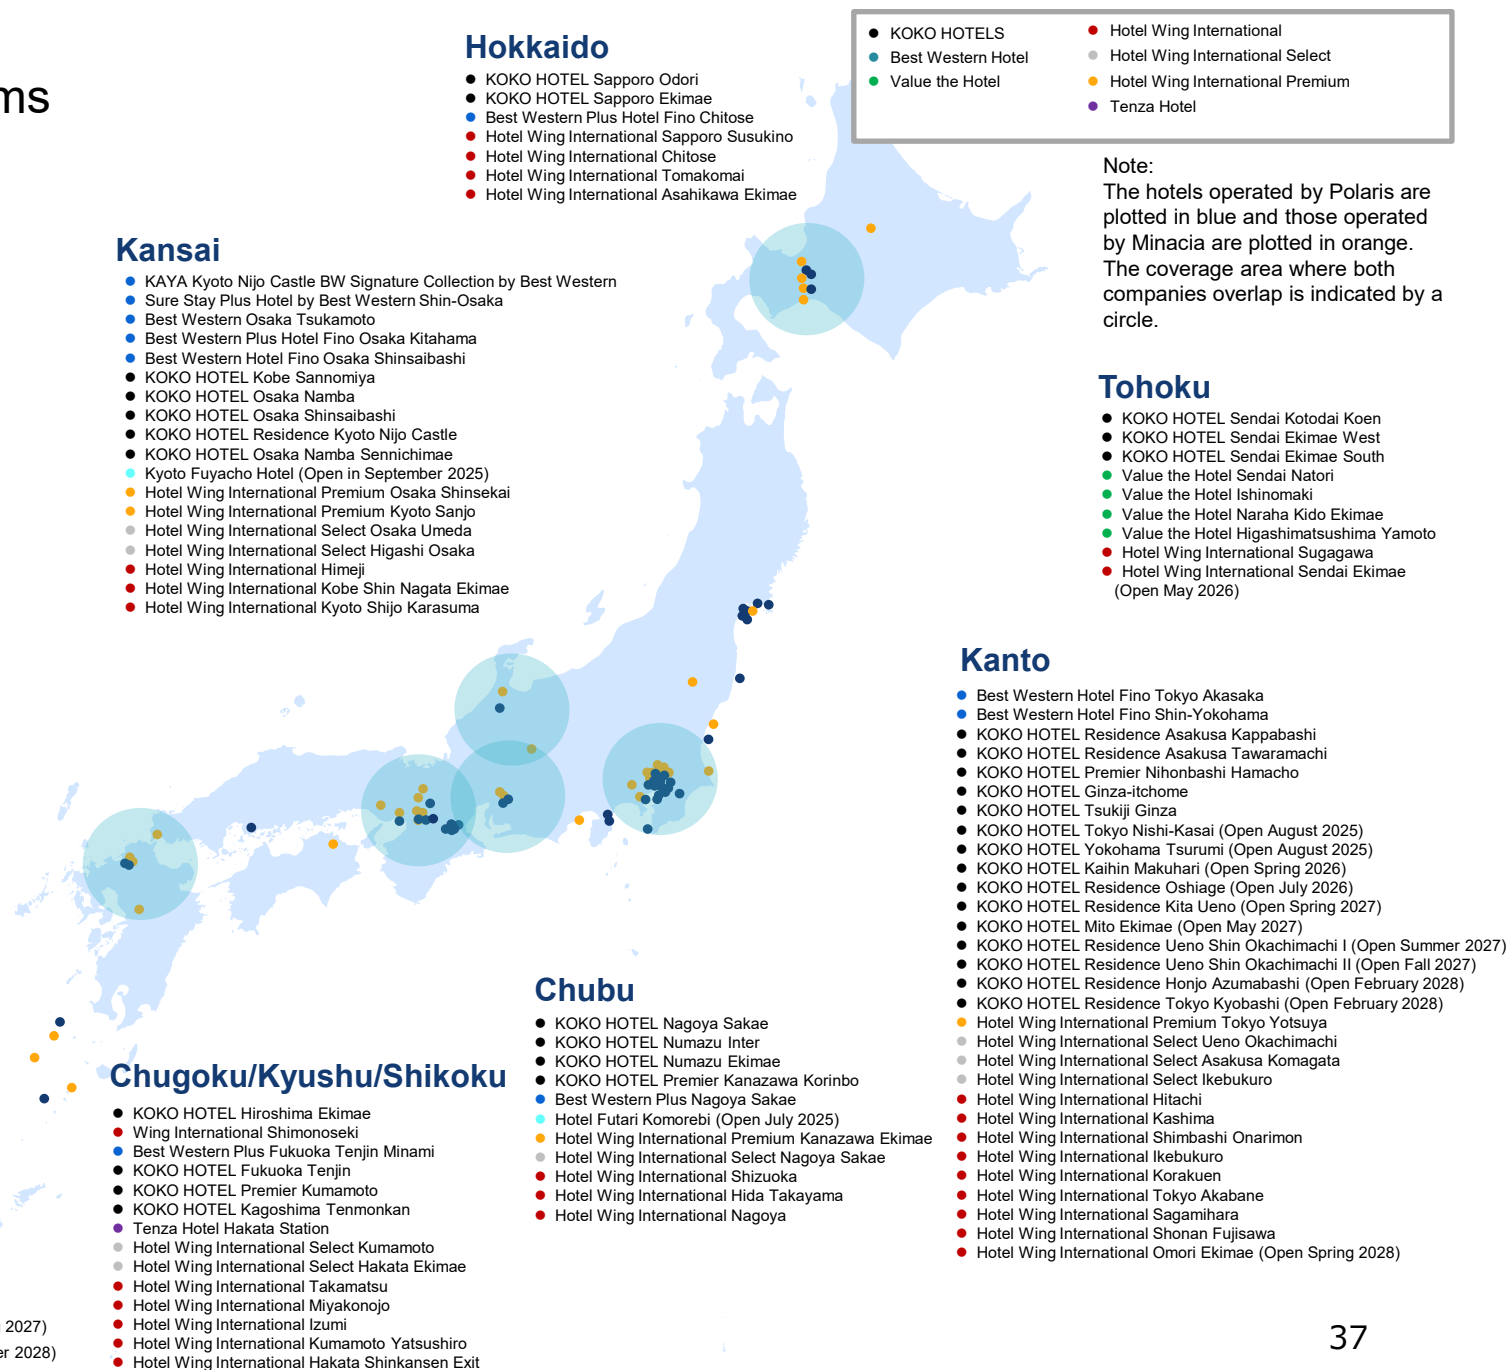 ms
KOKO HOTELS
Best Western Hotel
Value the Hotel
Hotel Wing International
Hotel Wing International Select
Hotel Wing International Premium
Tenza Hotel
Note:
The hotels operated by Polaris are
plotted in blue and those operated
by Minacia are plotted in orange.
The coverage area where both
companies overlap is indicated by a
circle.
Hokkaido
KOKO HOTEL Sapporo Odori
KOKO HOTEL Sapporo Ekimae
Best Western Plus Hotel Fino Chitose
Hotel Wing International Sapporo Susukino
Hotel Wing International Chitose
Hotel Wing International Tomakomai
Hotel Wing International Asahikawa Ekimae
Kansai
KAYA Kyoto Nijo Castle BW Signature Collection by Best Western
Sure Stay Plus Hotel by Best Western Shin-Osaka
Best Western Osaka Tsukamoto
Best Western Plus Hotel Fino Osaka Kitahama
Best Western Hotel Fino Osaka Shinsaibashi
KOKO HOTEL Kobe Sannomiya
KOKO HOTEL Osaka Namba
KOKO HOTEL Osaka Shinsaibashi
KOKO HOTEL Residence Kyoto Nijo Castle
KOKO HOTEL Osaka Namba Sennichimae
Kyoto Fuyacho Hotel (Open in September 2025)
Hotel Wing International Premium Osaka Shinsekai
Hotel Wing International Premium Kyoto Sanjo
Hotel Wing International Select Osaka Umeda
Hotel Wing International Select Higashi Osaka
Hotel Wing International Himeji
Hotel Wing International Kobe Shin Nagata Ekimae
Hotel Wing International Kyoto Shijo Karasuma
Tohoku
KOKO HOTEL Sendai Kotodai Koen
KOKO HOTEL Sendai Ekimae West
KOKO HOTEL Sendai Ekimae South
Value the Hotel Sendai Natori
Value the Hotel Ishinomaki
Value the Hotel Naraha Kido Ekimae
Value the Hotel Higashimatsushima Yamoto
Hotel Wing International Sugagawa
Hotel Wing International Sendai Ekimae
(Open May 2026)
Kanto
Best Western Hotel Fino Tokyo Akasaka
Best Western Hotel Fino Shin-Yokohama
KOKO HOTEL Residence Asakusa Kappabashi
KOKO HOTEL Residence Asakusa Tawaramachi
KOKO HOTEL Premier Nihonbashi Hamacho
KOKO HOTEL Ginza-itchome
KOKO HOTEL Tsukiji Ginza
KOKO HOTEL Tokyo Nishi-Kasai (Open August 2025)
KOKO HOTEL Yokohama Tsurumi (Open August 2025)
KOKO HOTEL Kaihin Makuhari (Open Spring 2026)
KOKO HOTEL Residence Oshiage (Open July 2026)
KOKO HOTEL Residence Kita Ueno (Open Spring 2027)
KOKO HOTEL Mito Ekimae (Open May 2027)
KOKO HOTEL Residence Ueno Shin Okachimachi I (Open Summer 2027)
KOKO HOTEL Residence Ueno Shin Okachimachi II (Open Fall 2027)
KOKO HOTEL Residence Honjo Azumabashi (Open February 2028)
KOKO HOTEL Residence Tokyo Kyobashi (Open February 2028)
Hotel Wing International Premium Tokyo Yotsuya
Hotel Wing International Select Ueno Okachimachi
Hotel Wing International Select Asakusa Komagata
Hotel Wing International Select Ikebukuro
Hotel Wing International Hitachi
Hotel Wing International Kashima
Hotel Wing International Shimbashi Onarimon
Hotel Wing International Ikebukuro
Hotel Wing International Korakuen
Hotel Wing International Tokyo Akabane
Hotel Wing International Sagamihara
Hotel Wing International Shonan Fujisawa
Hotel Wing International Omori Ekimae (Open Spring 2028)
Chubu
KOKO HOTEL Nagoya Sakae
KOKO HOTEL Numazu Inter
KOKO HOTEL Numazu Ekimae
KOKO HOTEL Premier Kanazawa Korinbo
Best Western Plus Nagoya Sakae
Hotel Futari Komorebi (Open July 2025)
Hotel Wing International Premium Kanazawa Ekimae
Hotel Wing International Select Nagoya Sakae
Hotel Wing International Shizuoka
Hotel Wing International Hida Takayama
Hotel Wing International Nagoya
Chugoku/Kyushu/Shikoku
KOKO HOTEL Hiroshima Ekimae
Wing International Shimonoseki
Best Western Plus Fukuoka Tenjin Minami
KOKO HOTEL Fukuoka Tenjin
KOKO HOTEL Premier Kumamoto
KOKO HOTEL Kagoshima Tenmonkan
Tenza Hotel Hakata Station
Hotel Wing International Select Kumamoto
Hotel Wing International Select Hakata Ekimae
Hotel Wing International Takamatsu
Hotel Wing International Miyakonojo
Hotel Wing International Izumi
Hotel Wing International Kumamoto Yatsushiro
Hotel Wing International Hakata Shinkansen Exit
2027)
er 2028)
37